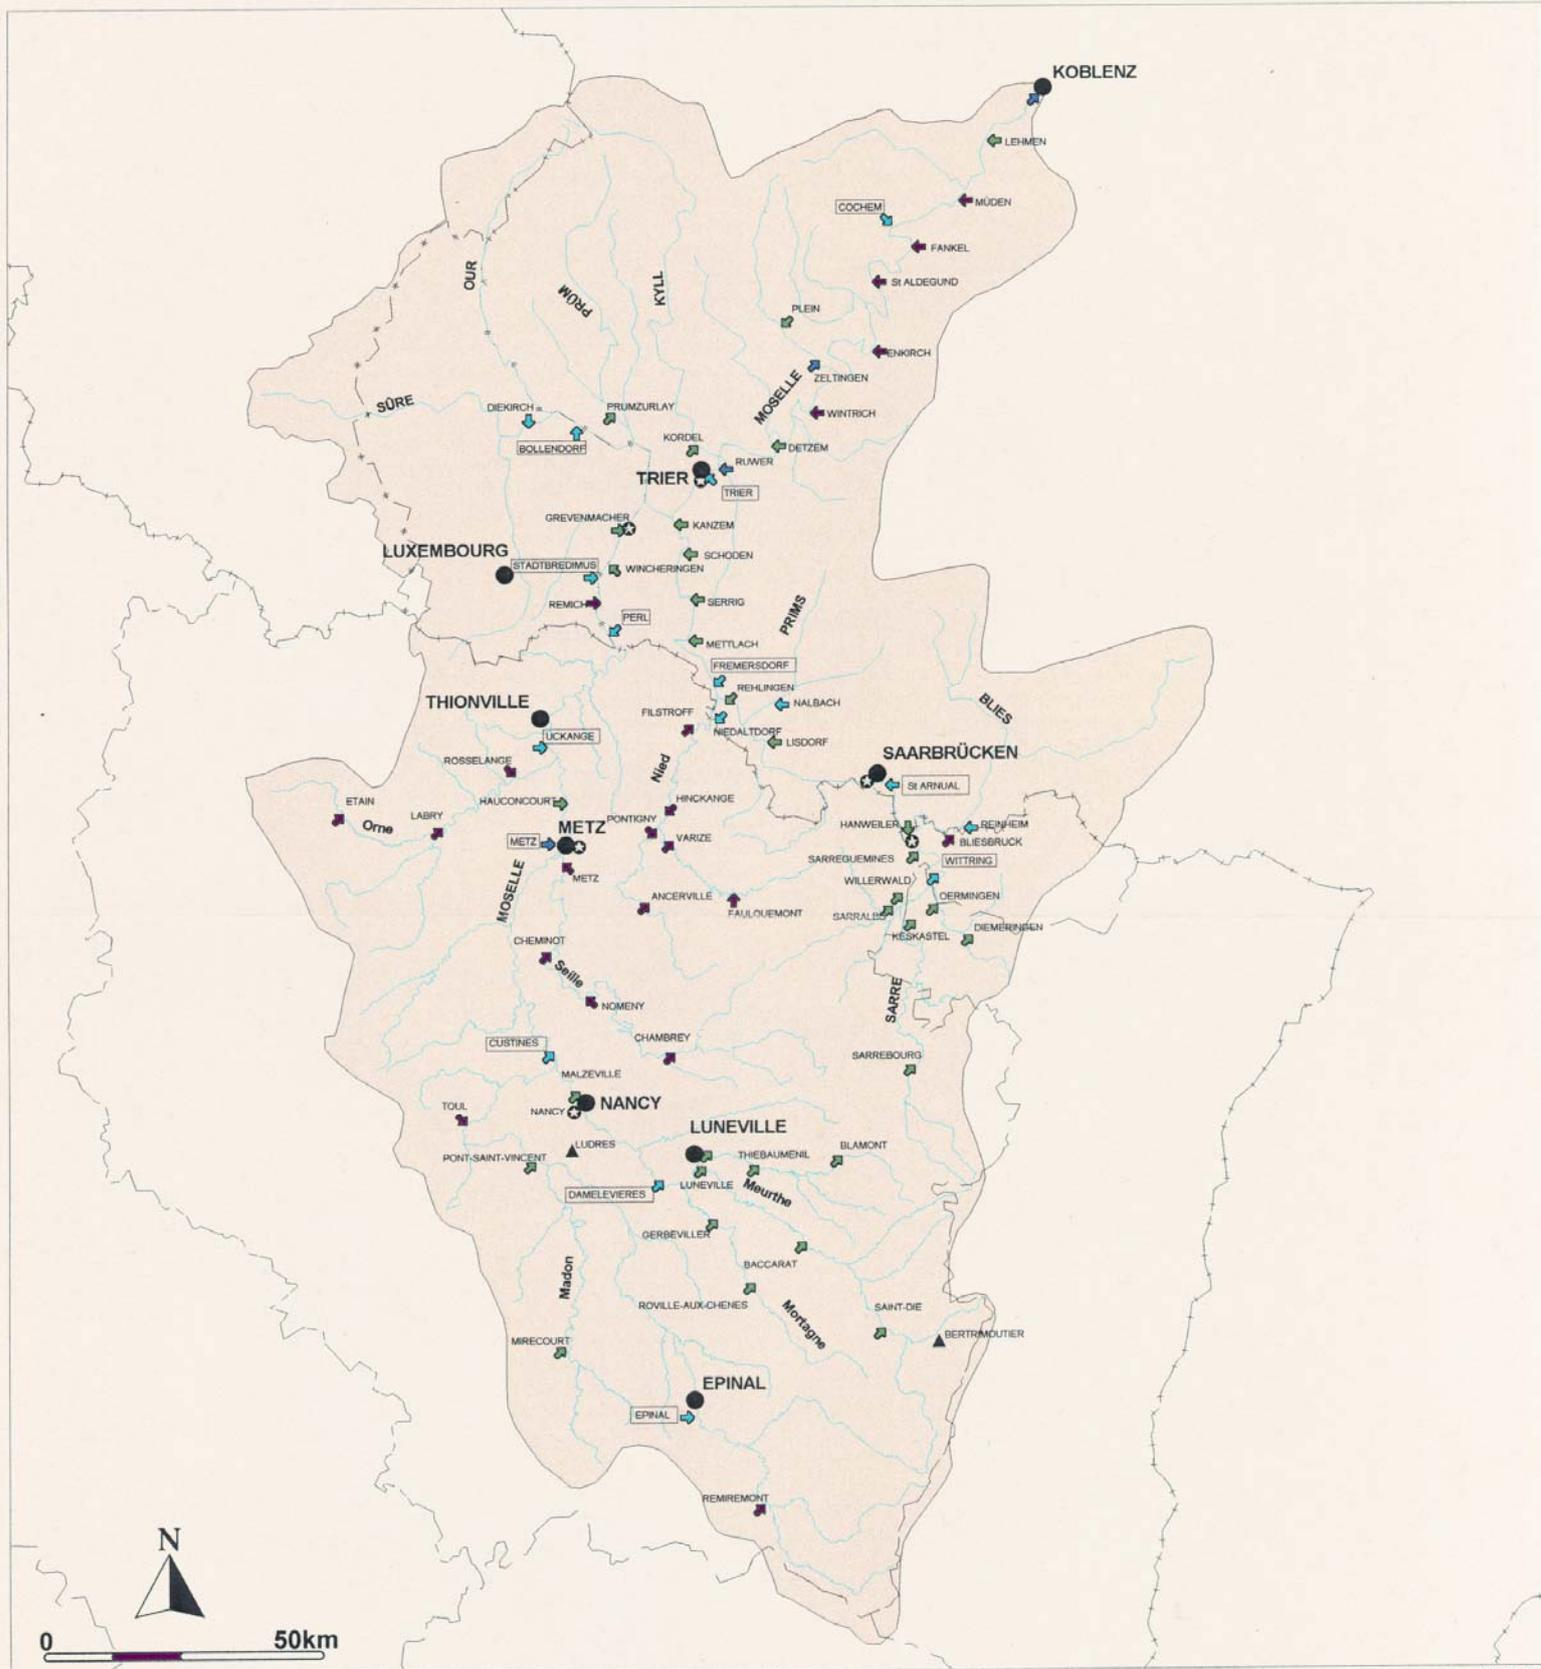 KOBLENZ
LEHMEN
MÜDEN
COCHEM
FANKEL
OUR
PRÜM
KYLL
St ALDEGUND
PLEIN
ENKIRCH
ZELTINGEN
MOSELLE
SÛRE
DIEKIRCH
PRUMZURLAY
WINTRICH
BOLLENDORF
KORDEL
DETZEM
RUWER
TRIER
TRIER
GREVENMACHER
KANZEM
LUXEMBOURG
SCHODEN
STADTBREDIMUS
WINCHERINGEN
REMICH
SERRIG
PERL
PRIMS
METTLACH
FREMERSDORF
REHLINGEN
THIONVILLE
NALBACH
BLIES
FILSTROFF
NIEDALTDORF
UCKANGE
LISDORF
SAARBRÜCKEN
ROSSELANGE
Nied
St ARNUAL
ETAIN
HAUCONCOURT
HINCKANGE
LABRY
Orne
PONTIGNY
HANWEILER
REINHEIM
METZ
METZ
VARIZE
BLIESBRUCK
SARREGUEMINES
WITTRING
METZ
MOSELLE
WILLERWALD
ANCERVILLE
OERMINGEN
FAULQUEMONT
SARRALBE
KESKASTEL
DIEMERINGEN
CHEMINOT
Seille
NOMENY
SARRE
CUSTINES
CHAMBREY
SARREBOURG
MALZEVILLE
TOUL
NANCY
NANCY
LUNEVILLE
LUDRES
BLAMONT
PONT-SAINT-VINCENT
THIEBAUMENIL
LUNEVILLE
DAMELEVIERES
Meurthe
GERBEVILLER
BACCARAT
Madon
ROVILLE-AUX-CHENES
SAINT-DIE
Mortagne
BERTRIMOUTIER
MIRECOURT
EPINAL
EPINAL
REMIREMONT
N
0 50km